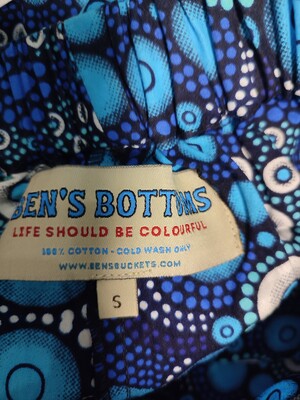 BEN'S BOTTOMS
LIFE SHOULD BE COLOURFUL
100% COTTON - COLD WASH ONLY
WWW.BENSBUCKETS.COM
S